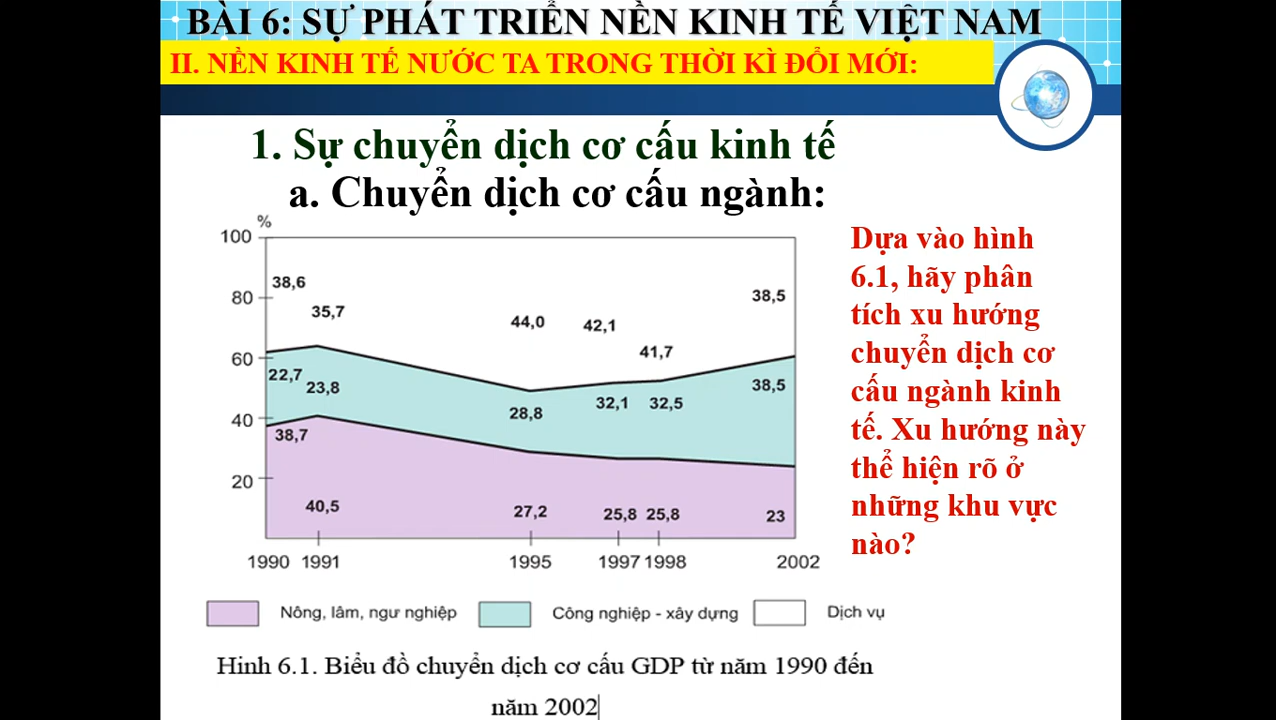 BÀI 6: SỰ PHÁT TRIỂN NỀN KINH TẾ VIỆT NAM
II. NỀN KINH TẾ NƯỚC TA TRONG THỜI KÌ ĐỔI MỚI:
1. Sự chuyển dịch cơ cấu kinh tế
a. Chuyển dịch cơ cấu ngành:
%
100
80
60
40
20
38,6
35,7
44,0
42,1
41,7
38,5
22,7
23,8
28,8
32,1
32,5
38,5
38,7
40,5
27,2
25,8
25,8
23
1990
1991
1995
1997
1998
2002
Nông, lâm, ngư nghiệp
Công nghiệp - xây dựng
Dịch vụ
Hinh 6.1. Biểu đồ chuyển dịch cơ cấu GDP từ năm 1990 đến
năm 2002
Dựa vào hình
6.1, hãy phân
tích xu hướng
chuyển dịch cơ
cấu ngành kinh
tế. Xu hướng này
thể hiện rõ ở
những khu vực
nào?